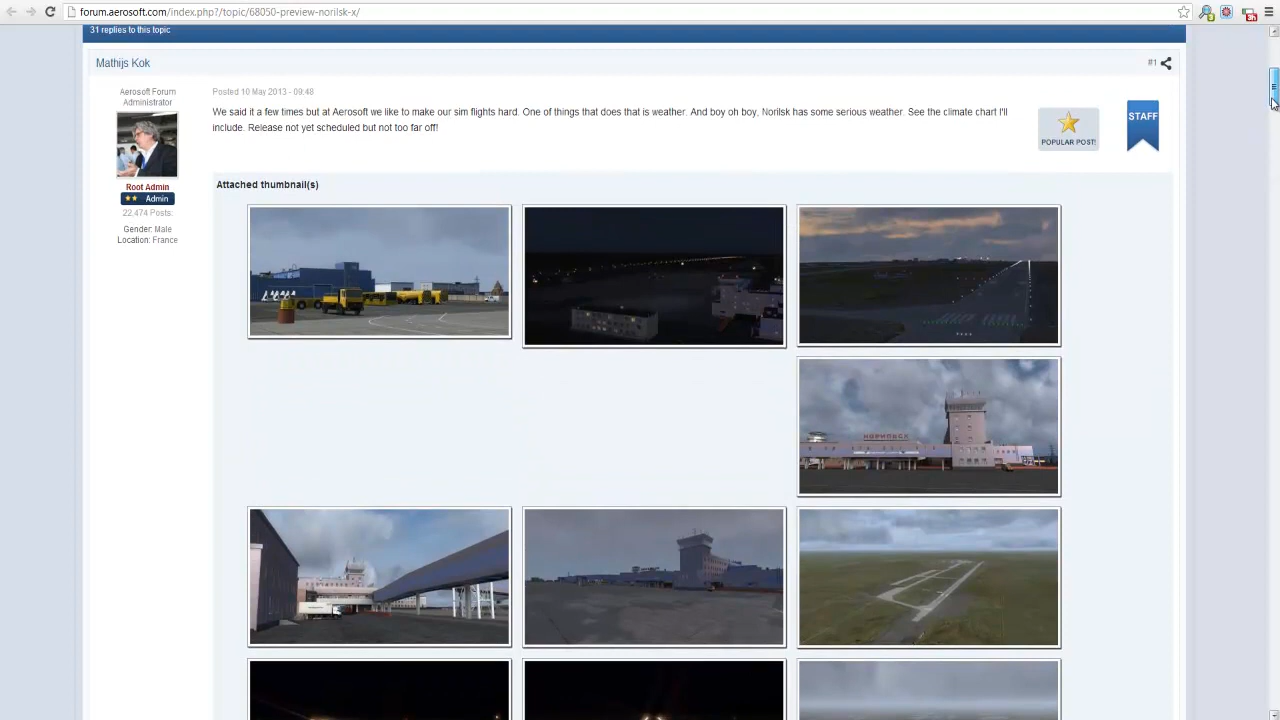 forum.aerosoft.com/index.php?/topic/68050-preview-norilsk-x/
31 replies to this topic
Mathijs Kok
#1
Aerosoft Forum
Administrator
Root Admin
Admin
22,474 Posts:
Gender: Male
Location: France
Posted 10 May 2013 - 09:48
We said it a few times but at Aerosoft we like to make our sim flights hard. One of things that does that is weather. And boy oh boy, Norilsk has some serious weather. See the climate chart I'll
include. Release not yet scheduled but not too far off!
POPULAR POST!
STAFF
Attached thumbnail(s)
НОРИЛЬСК